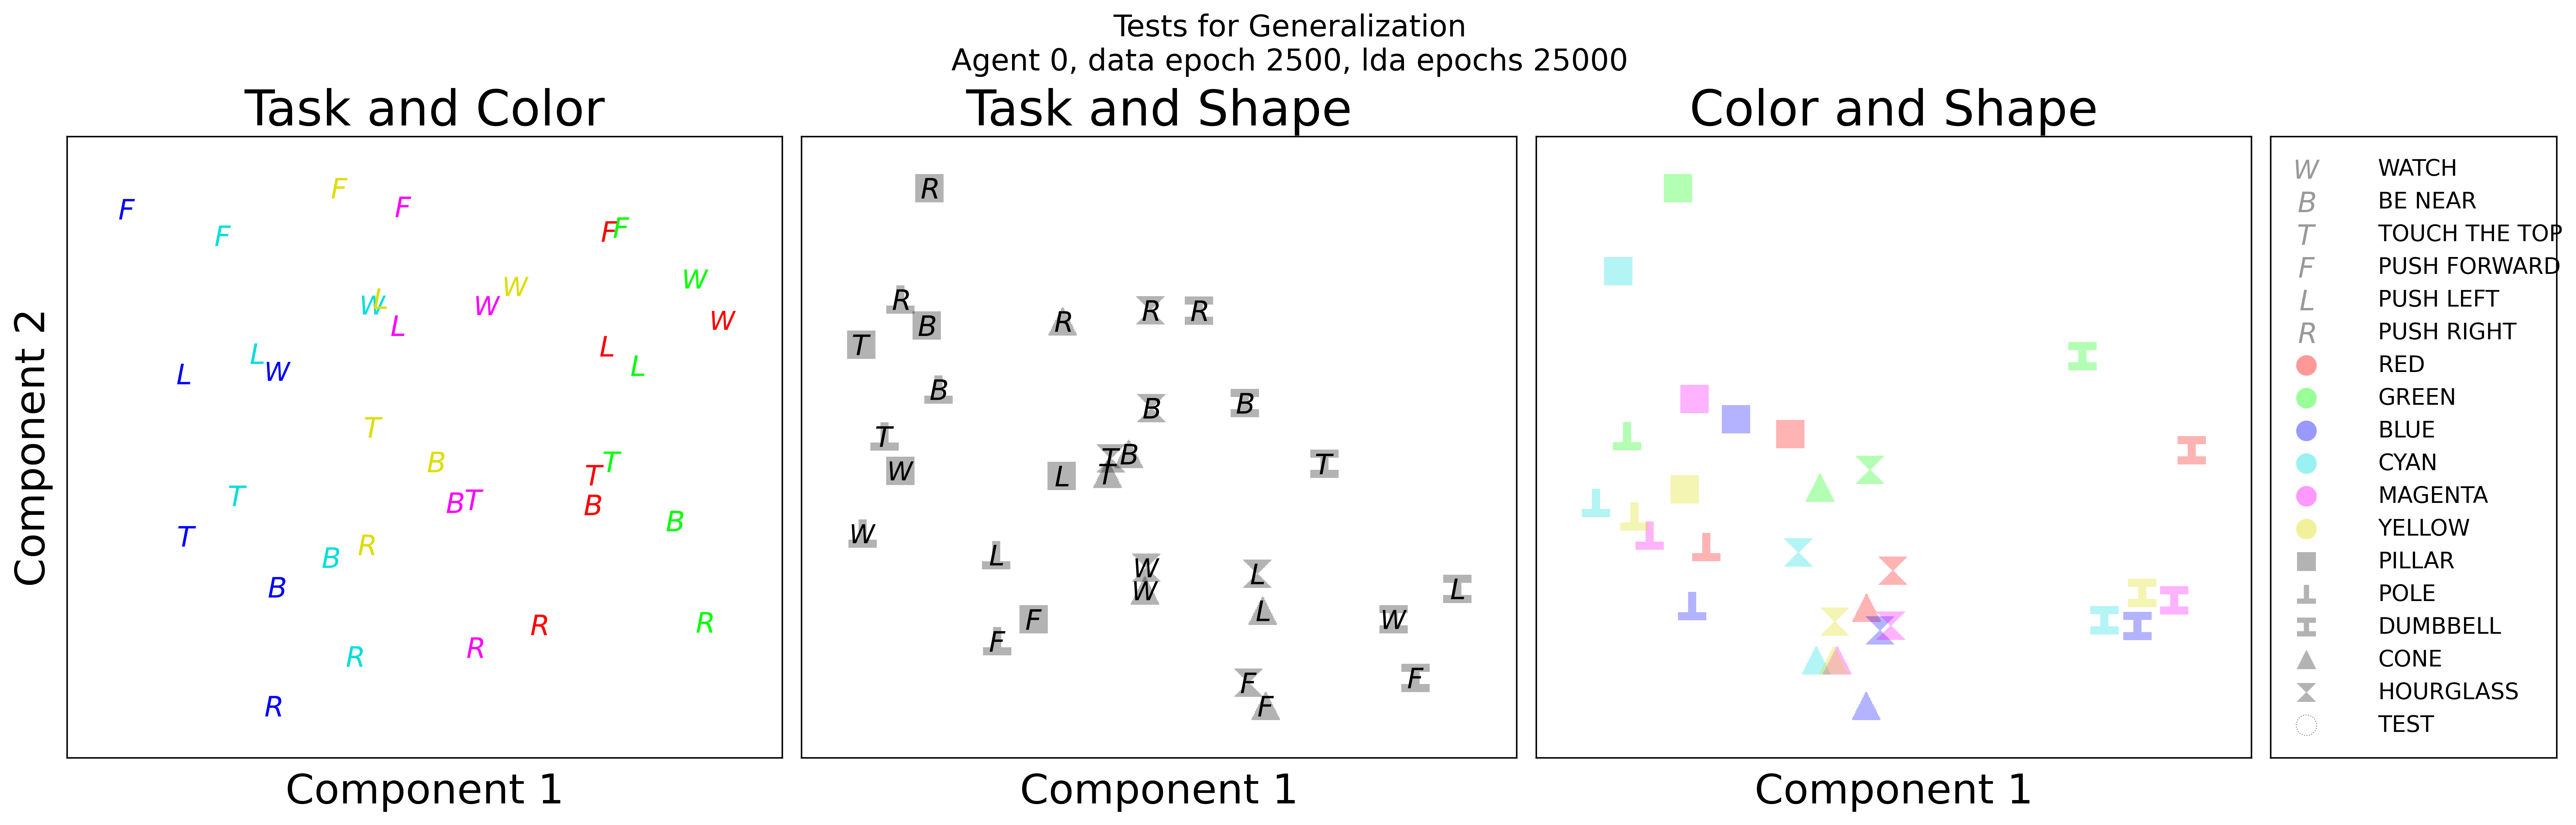 Tests for Generalization
Agent 0, data epoch 2500, lda epochs 25000
Task and Color
Task and Shape
Color and Shape
Component 2
F
F
F
F
F
F
W
L
W
W
L
W
W
L
W
L
L
L
T
B
T
B
T
T
T
B
B
T
B
R
B
R
R
R
R
R
R
R
B
T
R
R
R
B
T
W
B
B
T
T
B
L
T
W
L
F
F
W
W
L
L
L
W
F
F
F
W WATCH
B BE NEAR
T TOUCH THE TOP
F PUSH FORWARD
L PUSH LEFT
R PUSH RIGHT
RED
GREEN
BLUE
CYAN
MAGENTA
YELLOW
PILLAR
POLE
DUMBBELL
CONE
HOURGLASS
TEST
Component 1
Component 1
Component 1